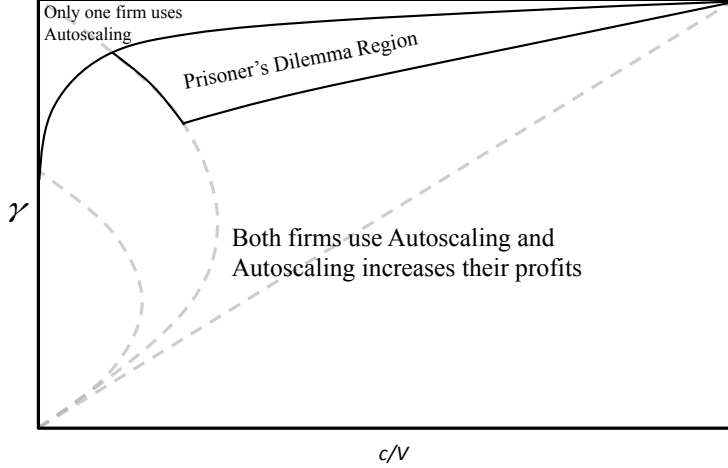 Only one firm uses
Autoscaling
Prisoner's Dilemma Region
γ
Both firms use Autoscaling and
Autoscaling increases their profits
c/V